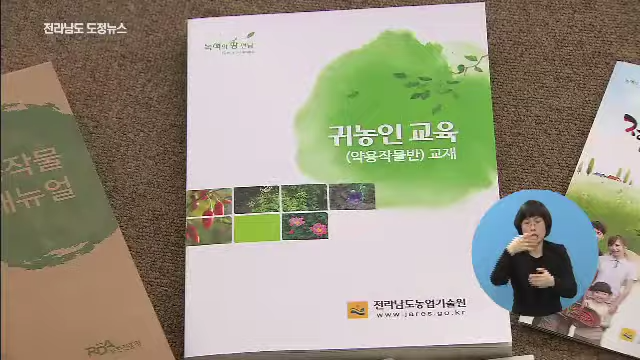 전라남도 도정뉴스
녹색의 땅 전남
귀농인 교육
(약용작물반) 교재
작물
매뉴얼
전라남도농업기술원
www.jares.go.kr